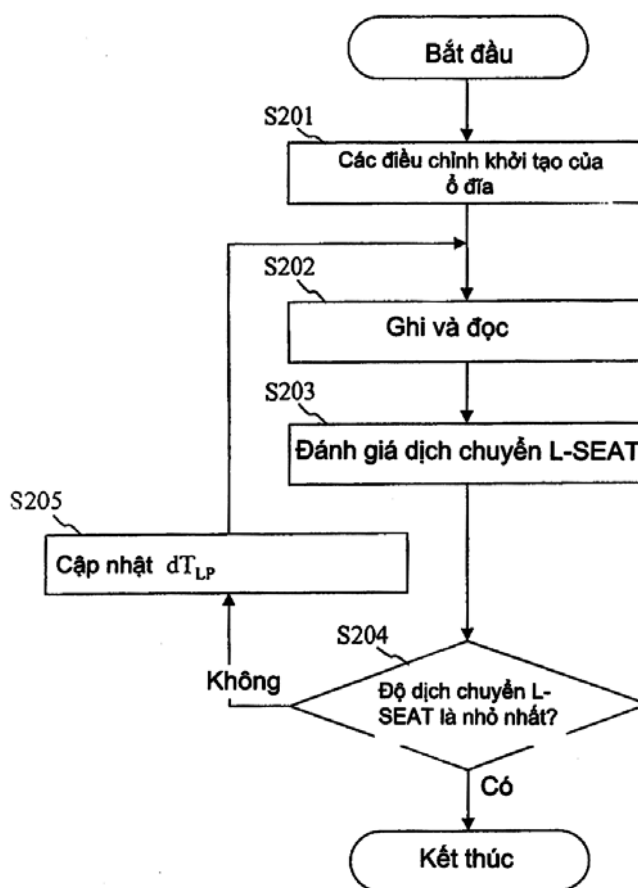 Bắt đầu
S201
Các điều chỉnh khởi tạo của
ổ đĩa
S202
Ghi và đọc
S203
Đánh giá dịch chuyển L-SEAT
S205
Cập nhật dT_LP
S204
Không
Độ dịch chuyển L-
SEAT là nhỏ nhất?
Có
Kết thúc